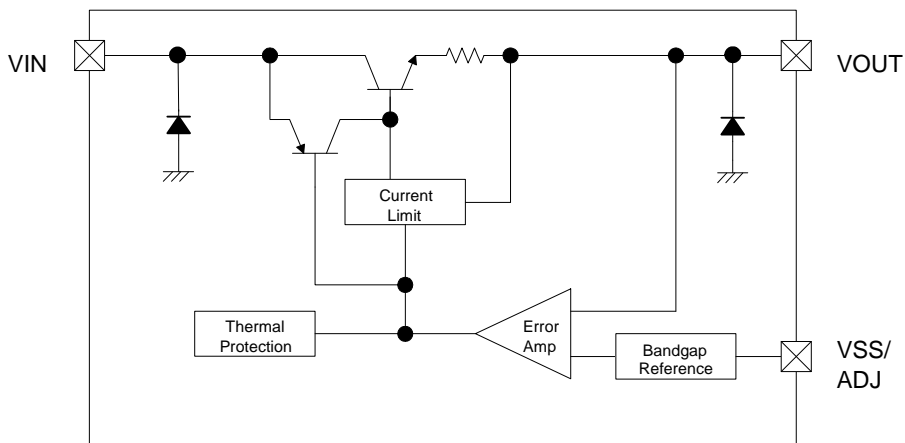 VIN
VOUT
Current
Limit
Thermal
Protection
Error
Amp
Bandgap
Reference
VSS/
ADJ